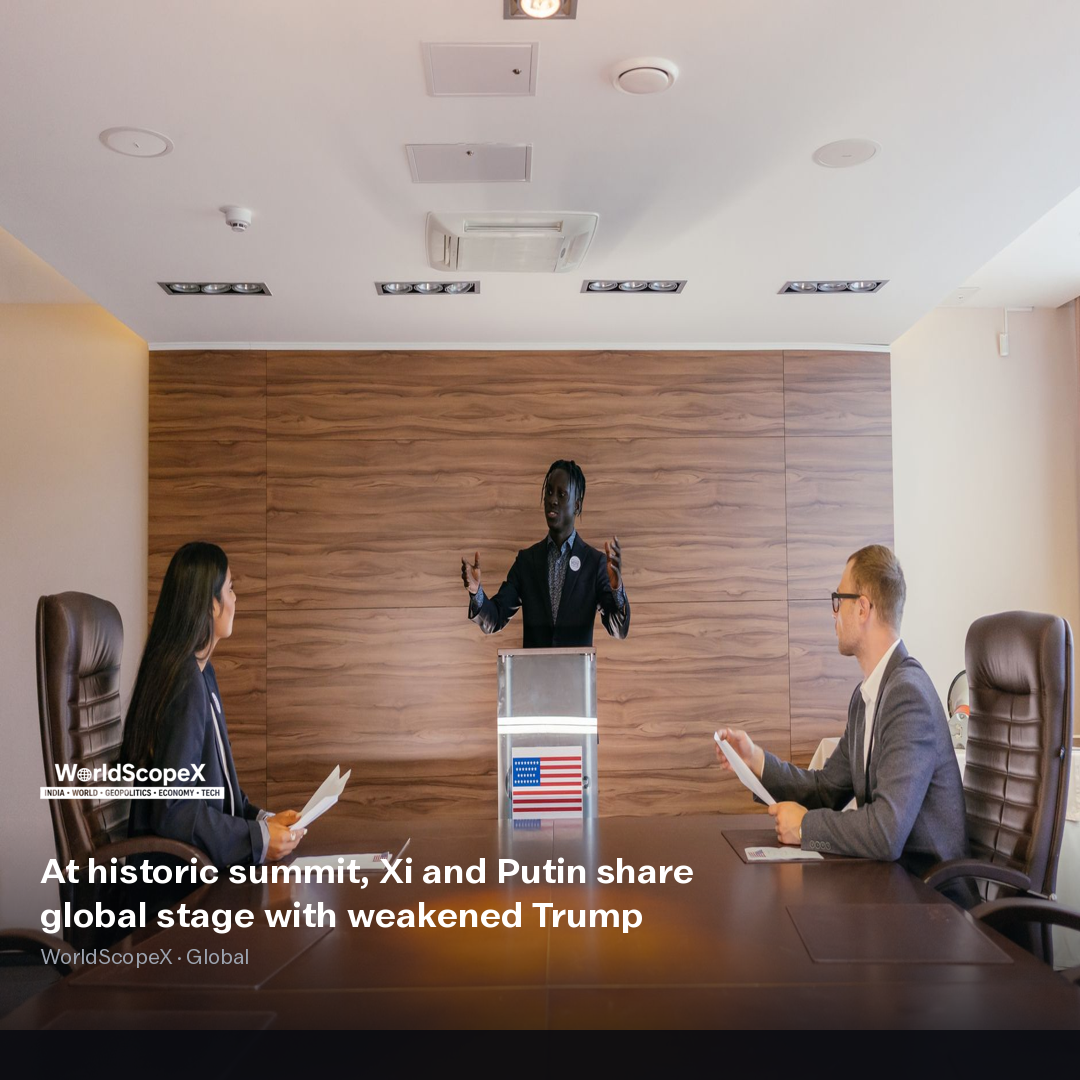 WorldScopeX
INDIA • WORLD • GEOPOLITICS • ECONOMY • TECH
At historic summit, Xi and Putin share
global stage with weakened Trump
WorldScopeX · Global